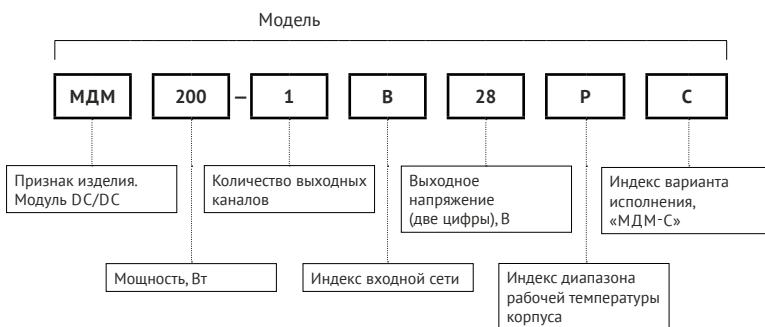 Модель
МДМ 200 – 1 В 28 Р С
Признак изделия.
Модуль DC/DC
Количество выходных
каналов
Выходное
напряжение
(две цифры), В
Индекс варианта
исполнения,
«МДМ-С»
Мощность, Вт
Индекс входной сети
Индекс диапазона
рабочей температуры
корпуса